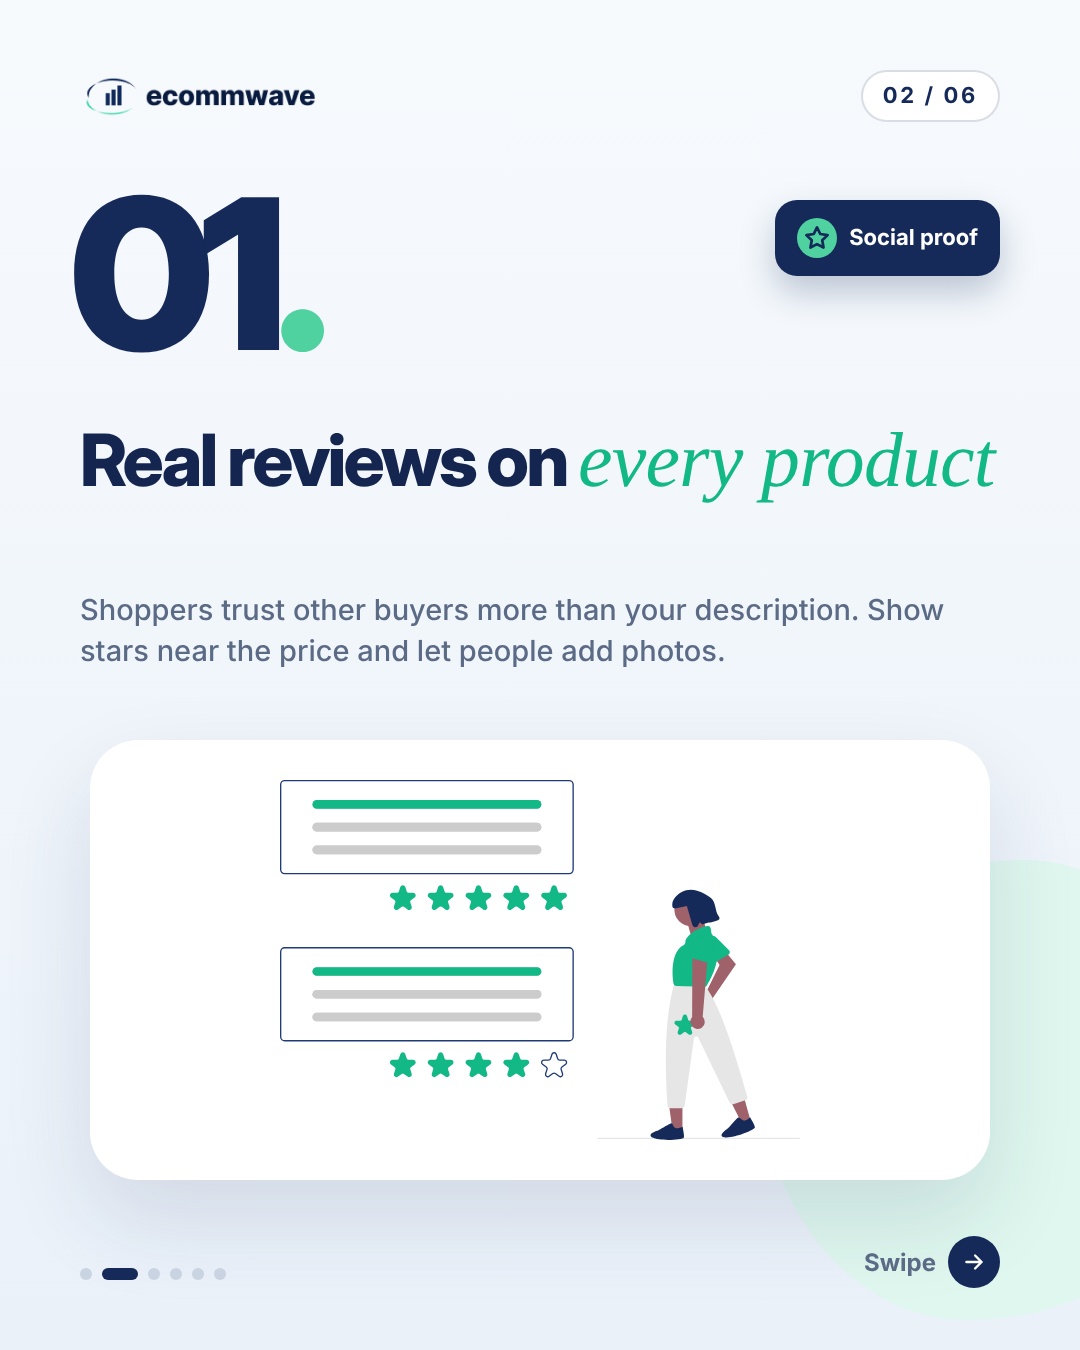 ecommwave
02 / 06
01.
Social proof
Real reviews on every product
Shoppers trust other buyers more than your description. Show
stars near the price and let people add photos.
Swipe